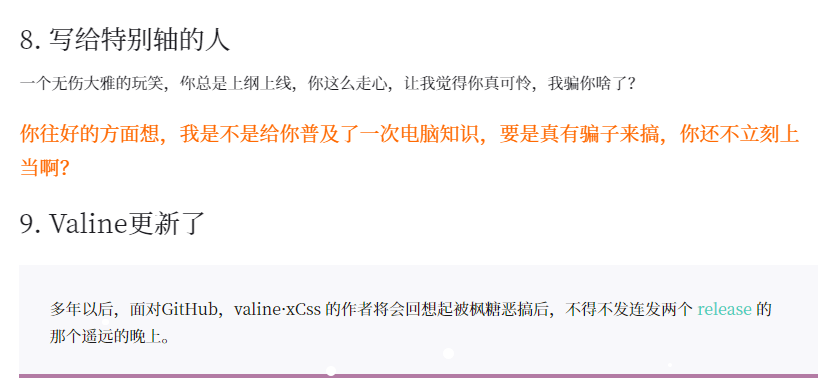 8. 写给特别轴的人
一个无伤大雅的玩笑，你总是上纲上线，你这么走心，让我觉得你真可怜，我骗你啥了？
你往好的方面想，我是不是给你普及了一次电脑知识，要是真有骗子来搞，你还不立刻上
当啊？
9. Valine更新了
多年以后，面对GitHub，valine·xCss 的作者将会回想起被枫糖恶搞后，不得不发连发两个 release 的
那个遥远的晚上。